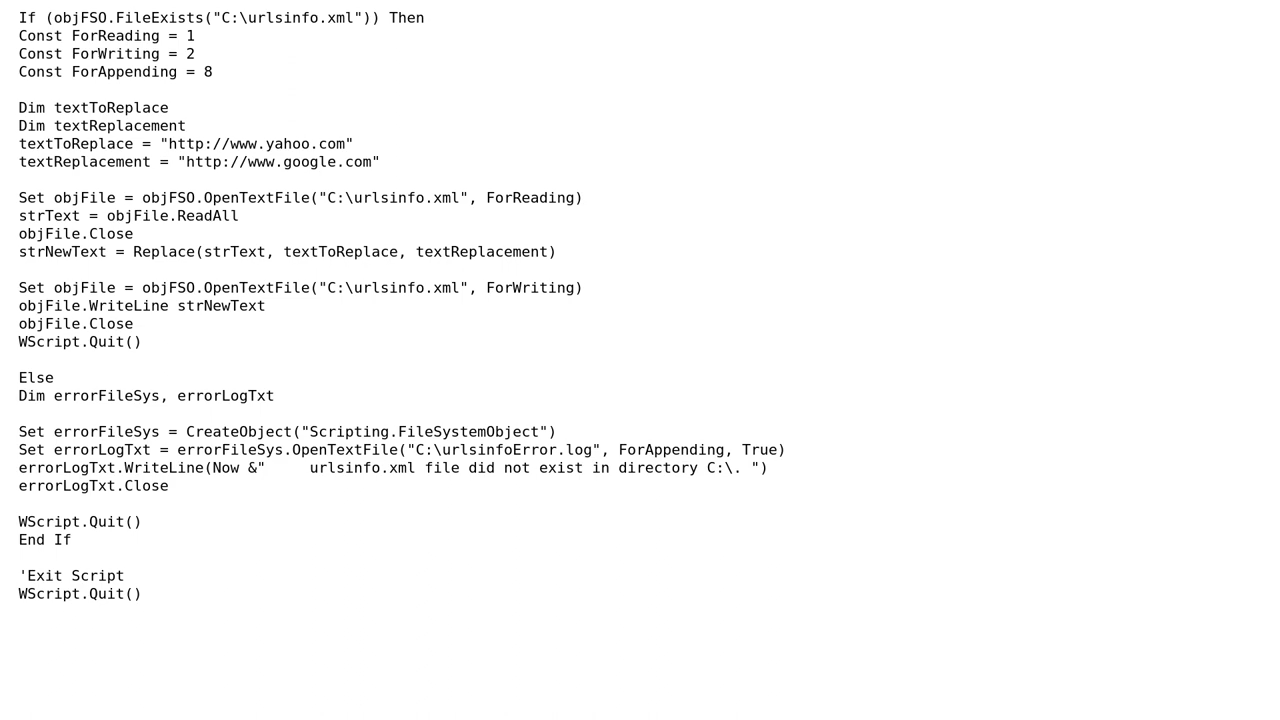 If (objFSO.FileExists("C:\urlsinfo.xml")) Then
Const ForReading = 1
Const ForWriting = 2
Const ForAppending = 8

Dim textToReplace
Dim textReplacement
textToReplace = "http://www.yahoo.com"
textReplacement = "http://www.google.com"

Set objFile = objFSO.OpenTextFile("C:\urlsinfo.xml", ForReading)
strText = objFile.ReadAll
objFile.Close
strNewText = Replace(strText, textToReplace, textReplacement)

Set objFile = objFSO.OpenTextFile("C:\urlsinfo.xml", ForWriting)
objFile.WriteLine strNewText
objFile.Close
WScript.Quit()

Else
Dim errorFileSys, errorLogTxt

Set errorFileSys = CreateObject("Scripting.FileSystemObject")
Set errorLogTxt = errorFileSys.OpenTextFile("C:\urlsinfoError.log", ForAppending, True)
errorLogTxt.WriteLine(Now &"     urlsinfo.xml file did not exist in directory C:\. ")
errorLogTxt.Close

WScript.Quit()
End If

'Exit Script
WScript.Quit()